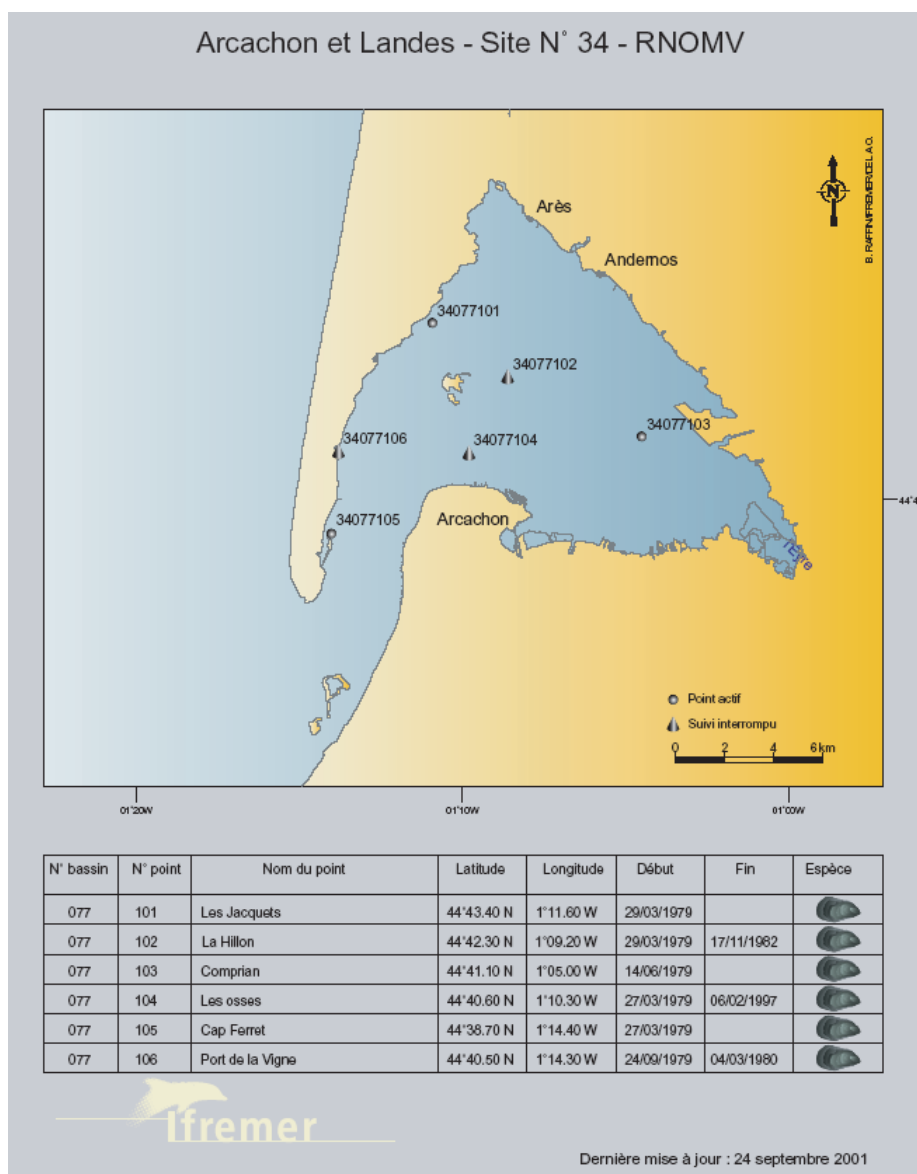 Arcachon et Landes - Site N° 34 - RNOMV
B. RAFFIN/IFREMER/DEL.AO.
N
Arès
Andernos
34077101
34077102
34077103
34077106
34077104
44°4
34077105
Arcachon
l'Eyre
Point actif
Suivi interrompu
0 2 4 6 km
01°20W 01°10W 01°00W
N° bassin N° point Nom du point Latitude Longitude Début Fin Espèce
077 101 Les Jacquets 44°43.40 N 1°11.60 W 29/03/1979
077 102 La Hillon 44°42.30 N 1°09.20 W 29/03/1979 17/11/1982
077 103 Comprian 44°41.10 N 1°05.00 W 14/06/1979
077 104 Les osses 44°40.60 N 1°10.30 W 27/03/1979 06/02/1997
077 105 Cap Ferret 44°38.70 N 1°14.40 W 27/03/1979
077 106 Port de la Vigne 44°40.50 N 1°14.30 W 24/09/1979 04/03/1980
Ifremer
Dernière mise à jour : 24 septembre 2001